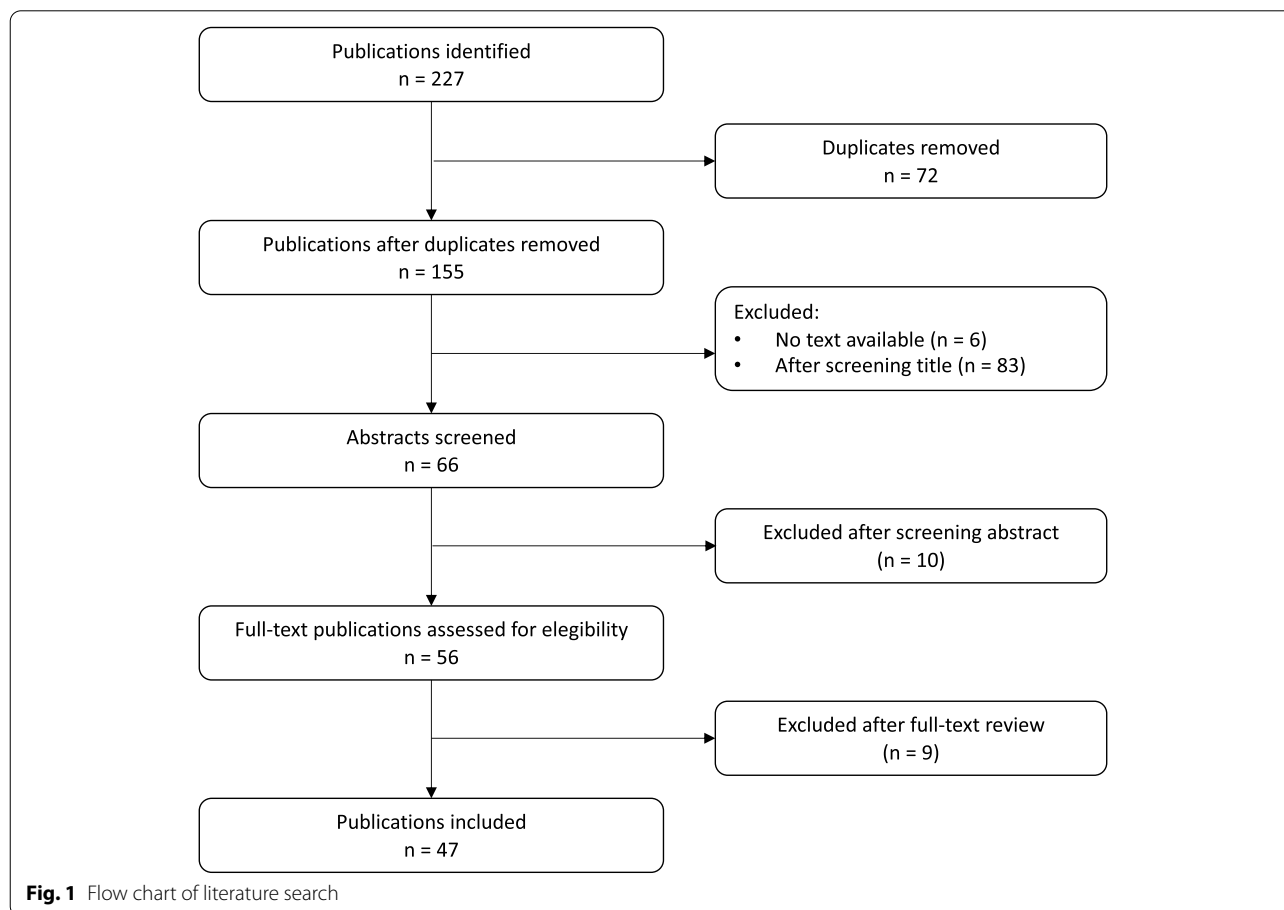 Publications identified
n = 227
Duplicates removed
n = 72
Publications after duplicates removed
n = 155
Excluded:
• No text available (n = 6)
• After screening title (n = 83)
Abstracts screened
n = 66
Excluded after screening abstract
(n = 10)
Full-text publications assessed for elegibility
n = 56
Excluded after full-text review
(n = 9)
Publications included
n = 47
Fig. 1 Flow chart of literature search